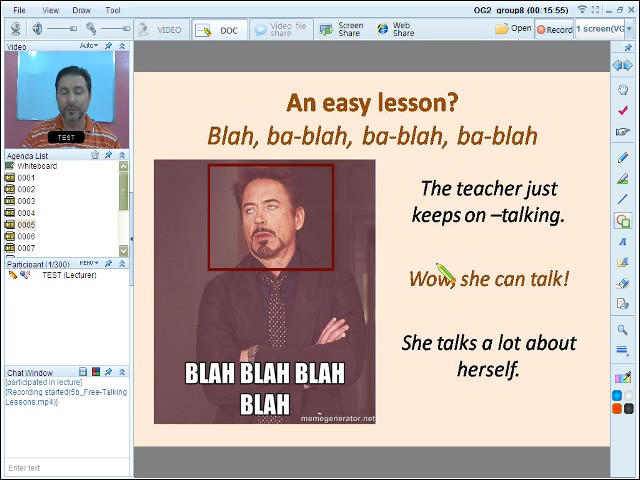 File View Draw Tool OG2_group8 (00:15:55)
VIDEO DOC Video file share Screen Share Web Share Open Record 1 screen(VG
Video Auto
TEST
Agenda List
Whiteboard
0001
0002
0003
0004
0005
0006
0007
Participant (1/300) MENU
TEST (Lecturer)
Chat Window
[participated in lecture]
[Recording started(5b_Free-Talking
Lessons.mp4)]
Enter text
An easy lesson?
Blah, ba-blah, ba-blah, ba-blah
The teacher just
keeps on –talking.
Wow, she can talk!
She talks a lot about
herself.
BLAH BLAH BLAH
BLAH
memegenerator.net